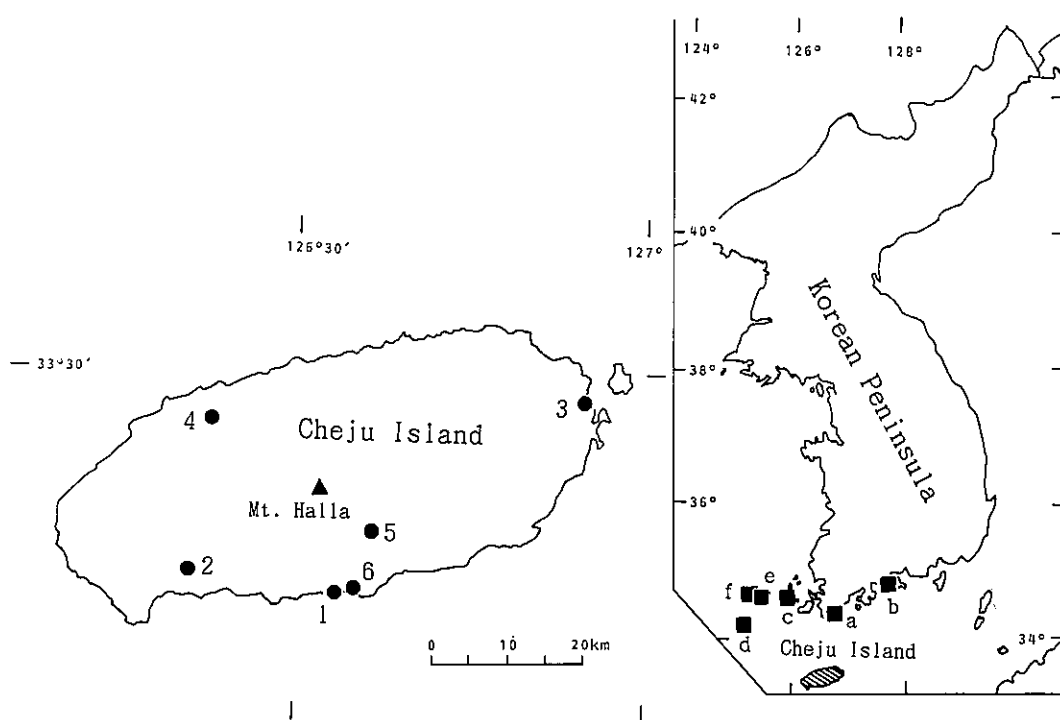 126°30′
127°
33°30′
3
4
Cheju Island
Mt. Halla
5
2
6
1
0 10 20km
124° 126° 128°
42°
40°
Korean Peninsula
38°
36°
f e
c
a
b
d
34°
Cheju Island